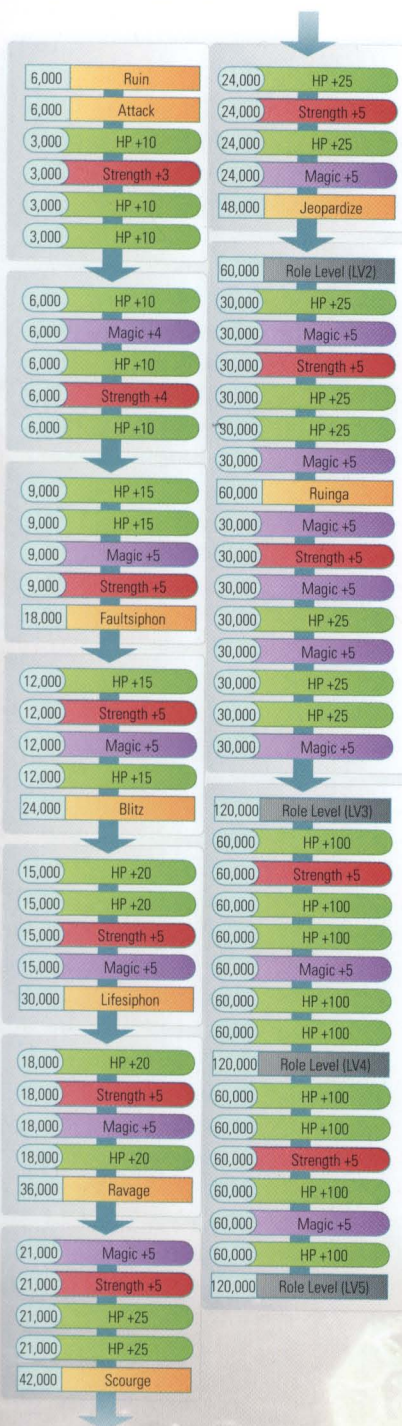 6,000 Ruin
6,000 Attack
3,000 HP +10
3,000 Strength +3
3,000 HP +10
3,000 HP +10
6,000 HP +10
6,000 Magic +4
6,000 HP +10
6,000 Strength +4
6,000 HP +10
9,000 HP +15
9,000 HP +15
9,000 Magic +5
9,000 Strength +5
18,000 Faultsiphon
12,000 HP +15
12,000 Strength +5
12,000 Magic +5
12,000 HP +15
24,000 Blitz
15,000 HP +20
15,000 HP +20
15,000 Strength +5
15,000 Magic +5
30,000 Lifesiphon
18,000 HP +20
18,000 Strength +5
18,000 Magic +5
18,000 HP +20
36,000 Ravage
21,000 Magic +5
21,000 Strength +5
21,000 HP +25
21,000 HP +25
42,000 Scourge
24,000 HP +25
24,000 Strength +5
24,000 HP +25
24,000 Magic +5
48,000 Jeopardize
60,000 Role Level (LV2)
30,000 HP +25
30,000 Magic +5
30,000 Strength +5
30,000 HP +25
30,000 HP +25
30,000 Magic +5
60,000 Ruinga
30,000 Magic +5
30,000 Strength +5
30,000 Magic +5
30,000 HP +25
30,000 Magic +5
30,000 HP +25
30,000 HP +25
30,000 Magic +5
120,000 Role Level (LV3)
60,000 HP +100
60,000 Strength +5
60,000 HP +100
60,000 HP +100
60,000 Magic +5
60,000 HP +100
60,000 HP +100
120,000 Role Level (LV4)
60,000 HP +100
60,000 HP +100
60,000 Strength +5
60,000 HP +100
60,000 Magic +5
60,000 HP +100
120,000 Role Level (LV5)